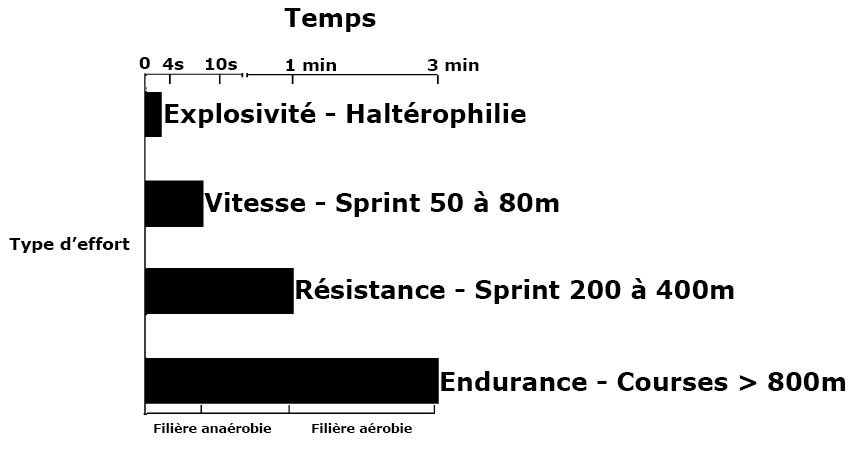 Temps
0 4s 10s 1 min 3 min
Explosivité - Haltérophilie
Vitesse - Sprint 50 à 80m
Type d’effort
Résistance - Sprint 200 à 400m
Endurance - Courses > 800m
Filière anaérobie Filière aérobie